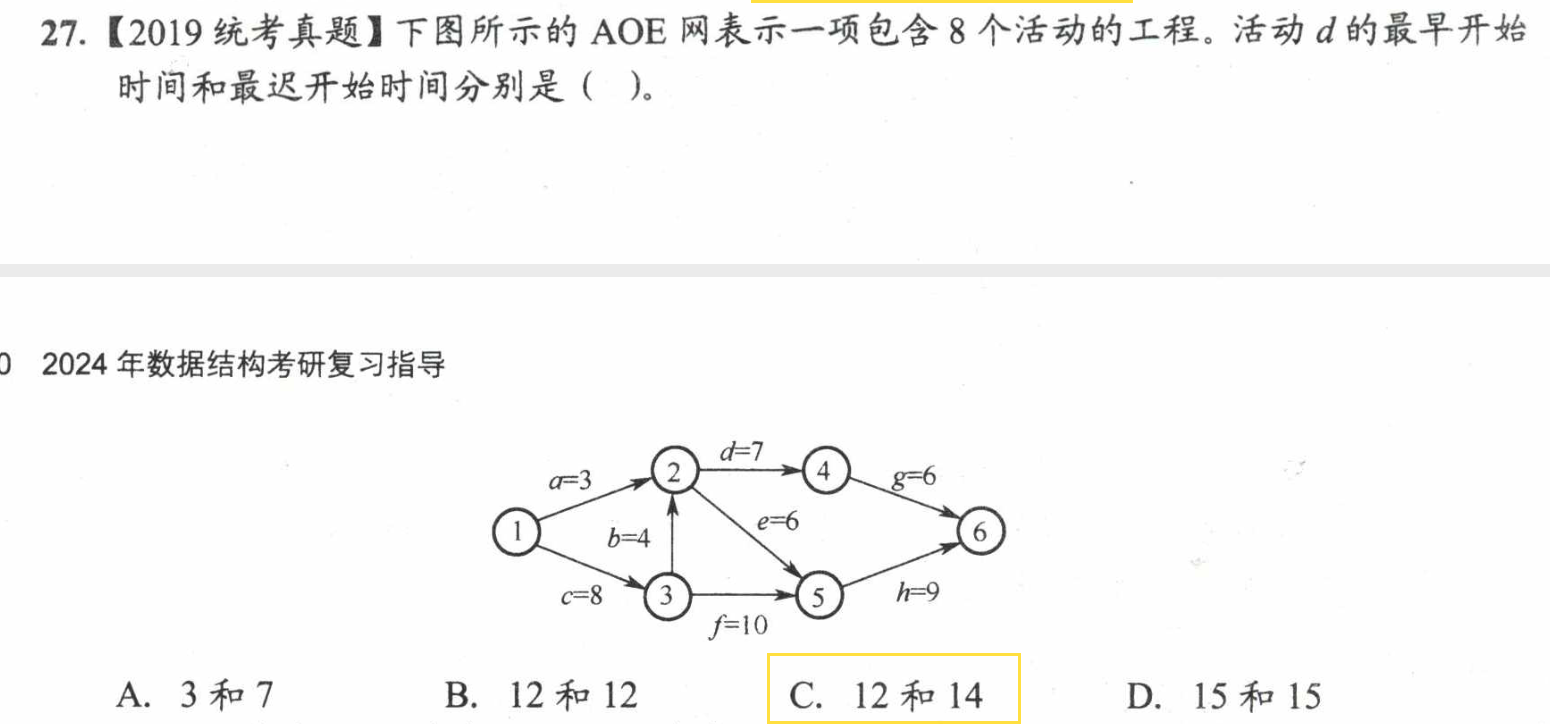 27.【2019 统考真题】下图所示的 AOE 网表示一项包含 8 个活动的工程。活动 d 的最早开始
时间和最迟开始时间分别是（ ）。
2024 年数据结构考研复习指导
d=7
2
4
a=3
g=6
1
b=4
e=6
6
c=8
3
5
h=9
f=10
A. 3 和 7 B. 12 和 12 C. 12 和 14 D. 15 和 15